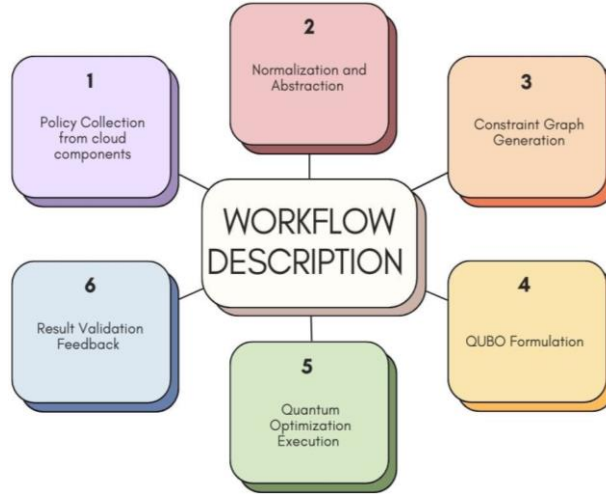 1
Policy Collection
from cloud
components
2
Normalization and
Abstraction
3
Constraint Graph
Generation
WORKFLOW
DESCRIPTION
6
Result Validation
Feedback
5
Quantum
Optimization
Execution
4
QUBO Formulation